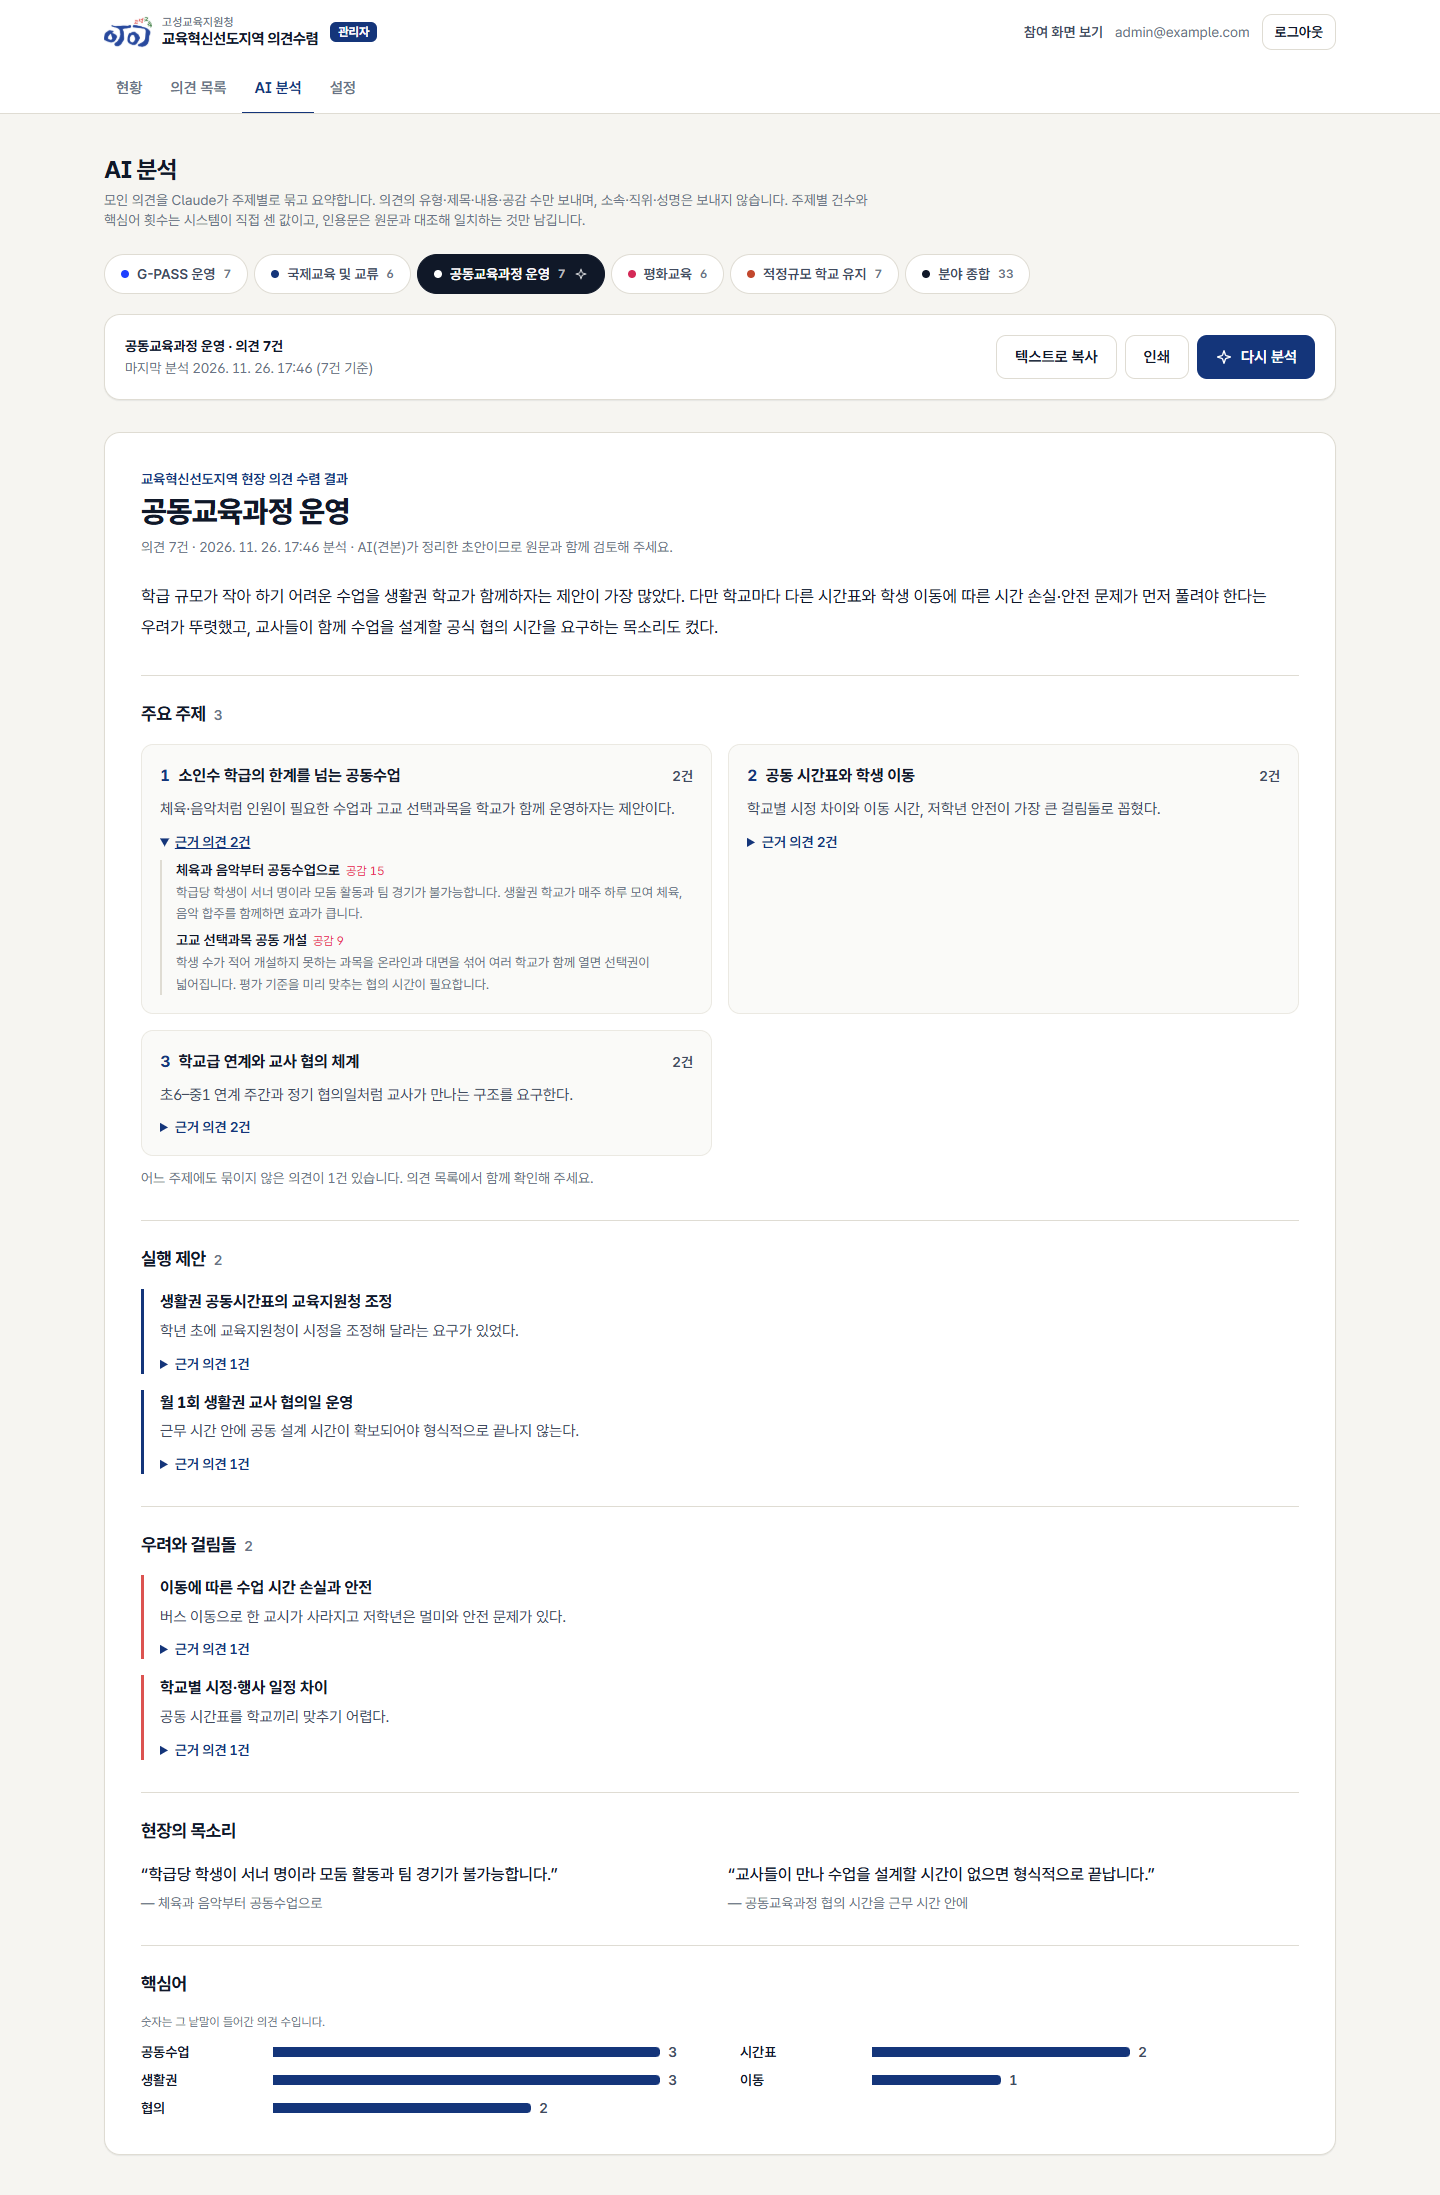 고성교육지원청
교육혁신선도지역 의견수렴
관리자
참여 화면 보기
admin@example.com
로그아웃
현황
의견 목록
AI 분석
설정
AI 분석
모인 의견을 Claude가 주제별로 묶고 요약합니다. 의견의 유형·제목·내용·공감 수만 보내며, 소속·직위·성명은 보내지 않습니다. 주제별 건수와
핵심어 횟수는 시스템이 직접 센 값이고, 인용문은 원문과 대조해 일치하는 것만 남깁니다.
G-PASS 운영 7
국제교육 및 교류 6
공동교육과정 운영 7
평화교육 6
적정규모 학교 유지 7
분야 종합 33
공동교육과정 운영 · 의견 7건
마지막 분석 2026. 11. 26. 17:46 (7건 기준)
텍스트로 복사
인쇄
다시 분석
교육혁신선도지역 현장 의견 수렴 결과
공동교육과정 운영
의견 7건 · 2026. 11. 26. 17:46 분석 · AI(견본)가 정리한 초안이므로 원문과 함께 검토해 주세요.
학급 규모가 작아 하기 어려운 수업을 생활권 학교가 함께하자는 제안이 가장 많았다. 다만 학교마다 다른 시간표와 학생 이동에 따른 시간 손실·안전 문제가 먼저 풀려야 한다는
우려가 뚜렷했고, 교사들이 함께 수업을 설계할 공식 협의 시간을 요구하는 목소리도 컸다.
주요 주제 3
1 소인수 학급의 한계를 넘는 공동수업 2건
체육·음악처럼 인원이 필요한 수업과 고교 선택과목을 학교가 함께 운영하자는 제안이다.
▼ 근거 의견 2건
체육과 음악부터 공동수업으로 공감 15
학급당 학생이 서너 명이라 모둠 활동과 팀 경기가 불가능합니다. 생활권 학교가 매주 하루 모여 체육,
음악 합주를 함께하면 효과가 큽니다.
고교 선택과목 공동 개설 공감 9
학생 수가 적어 개설하지 못하는 과목을 온라인과 대면을 섞어 여러 학교가 함께 열면 선택권이
넓어집니다. 평가 기준을 미리 맞추는 협의 시간이 필요합니다.
2 공동 시간표와 학생 이동 2건
학교별 시정 차이와 이동 시간, 저학년 안전이 가장 큰 걸림돌로 꼽혔다.
▶ 근거 의견 2건
3 학교급 연계와 교사 협의 체계 2건
초6–중1 연계 주간과 정기 협의일처럼 교사가 만나는 구조를 요구한다.
▶ 근거 의견 2건
어느 주제에도 묶이지 않은 의견이 1건 있습니다. 의견 목록에서 함께 확인해 주세요.
실행 제안 2
생활권 공동시간표의 교육지원청 조정
학년 초에 교육지원청이 시정을 조정해 달라는 요구가 있었다.
▶ 근거 의견 1건
월 1회 생활권 교사 협의일 운영
근무 시간 안에 공동 설계 시간이 확보되어야 형식적으로 끝나지 않는다.
▶ 근거 의견 1건
우려와 걸림돌 2
이동에 따른 수업 시간 손실과 안전
버스 이동으로 한 교시가 사라지고 저학년은 멀미와 안전 문제가 있다.
▶ 근거 의견 1건
학교별 시정·행사 일정 차이
공동 시간표를 학교끼리 맞추기 어렵다.
▶ 근거 의견 1건
현장의 목소리
“학급당 학생이 서너 명이라 모둠 활동과 팀 경기가 불가능합니다.”
— 체육과 음악부터 공동수업으로
“교사들이 만나 수업을 설계할 시간이 없으면 형식적으로 끝납니다.”
— 공동교육과정 협의 시간을 근무 시간 안에
핵심어
숫자는 그 낱말이 들어간 의견 수입니다.
공동수업 3
생활권 3
협의 2
시간표 2
이동 1